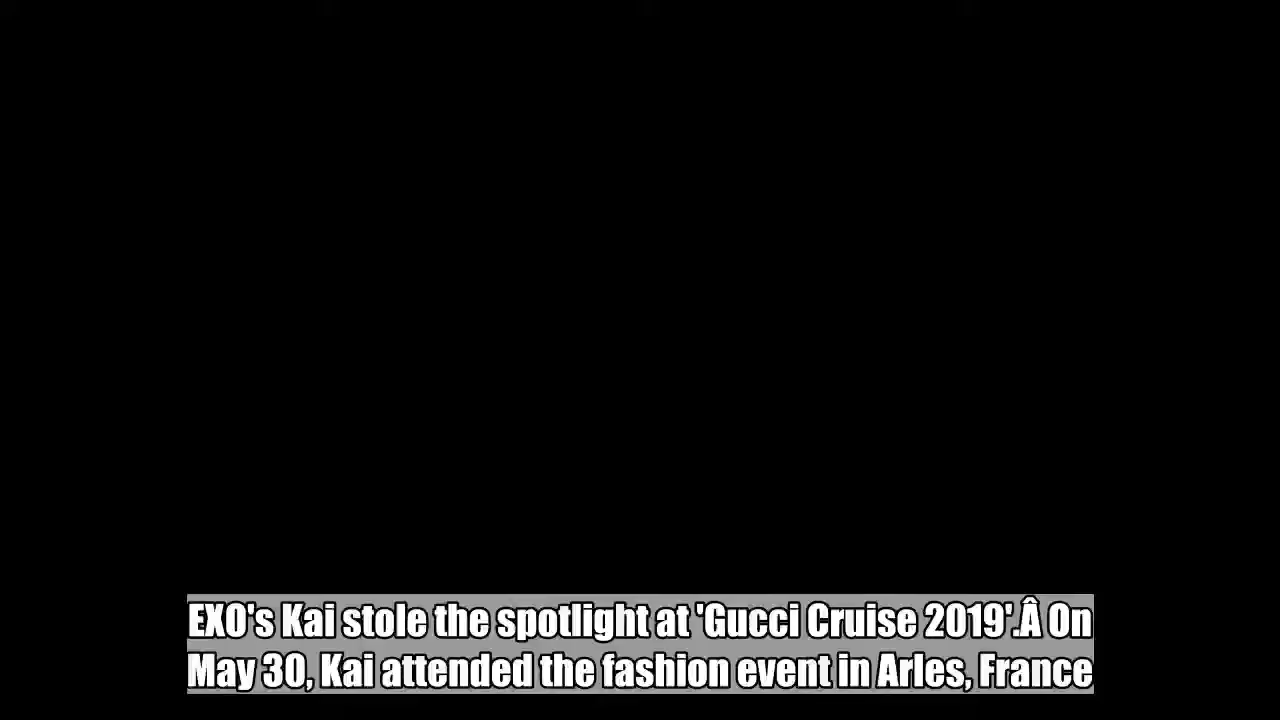 EXO's Kai stole the spotlight at 'Gucci Cruise 2019'.Â On
May 30, Kai attended the fashion event in Arles, France